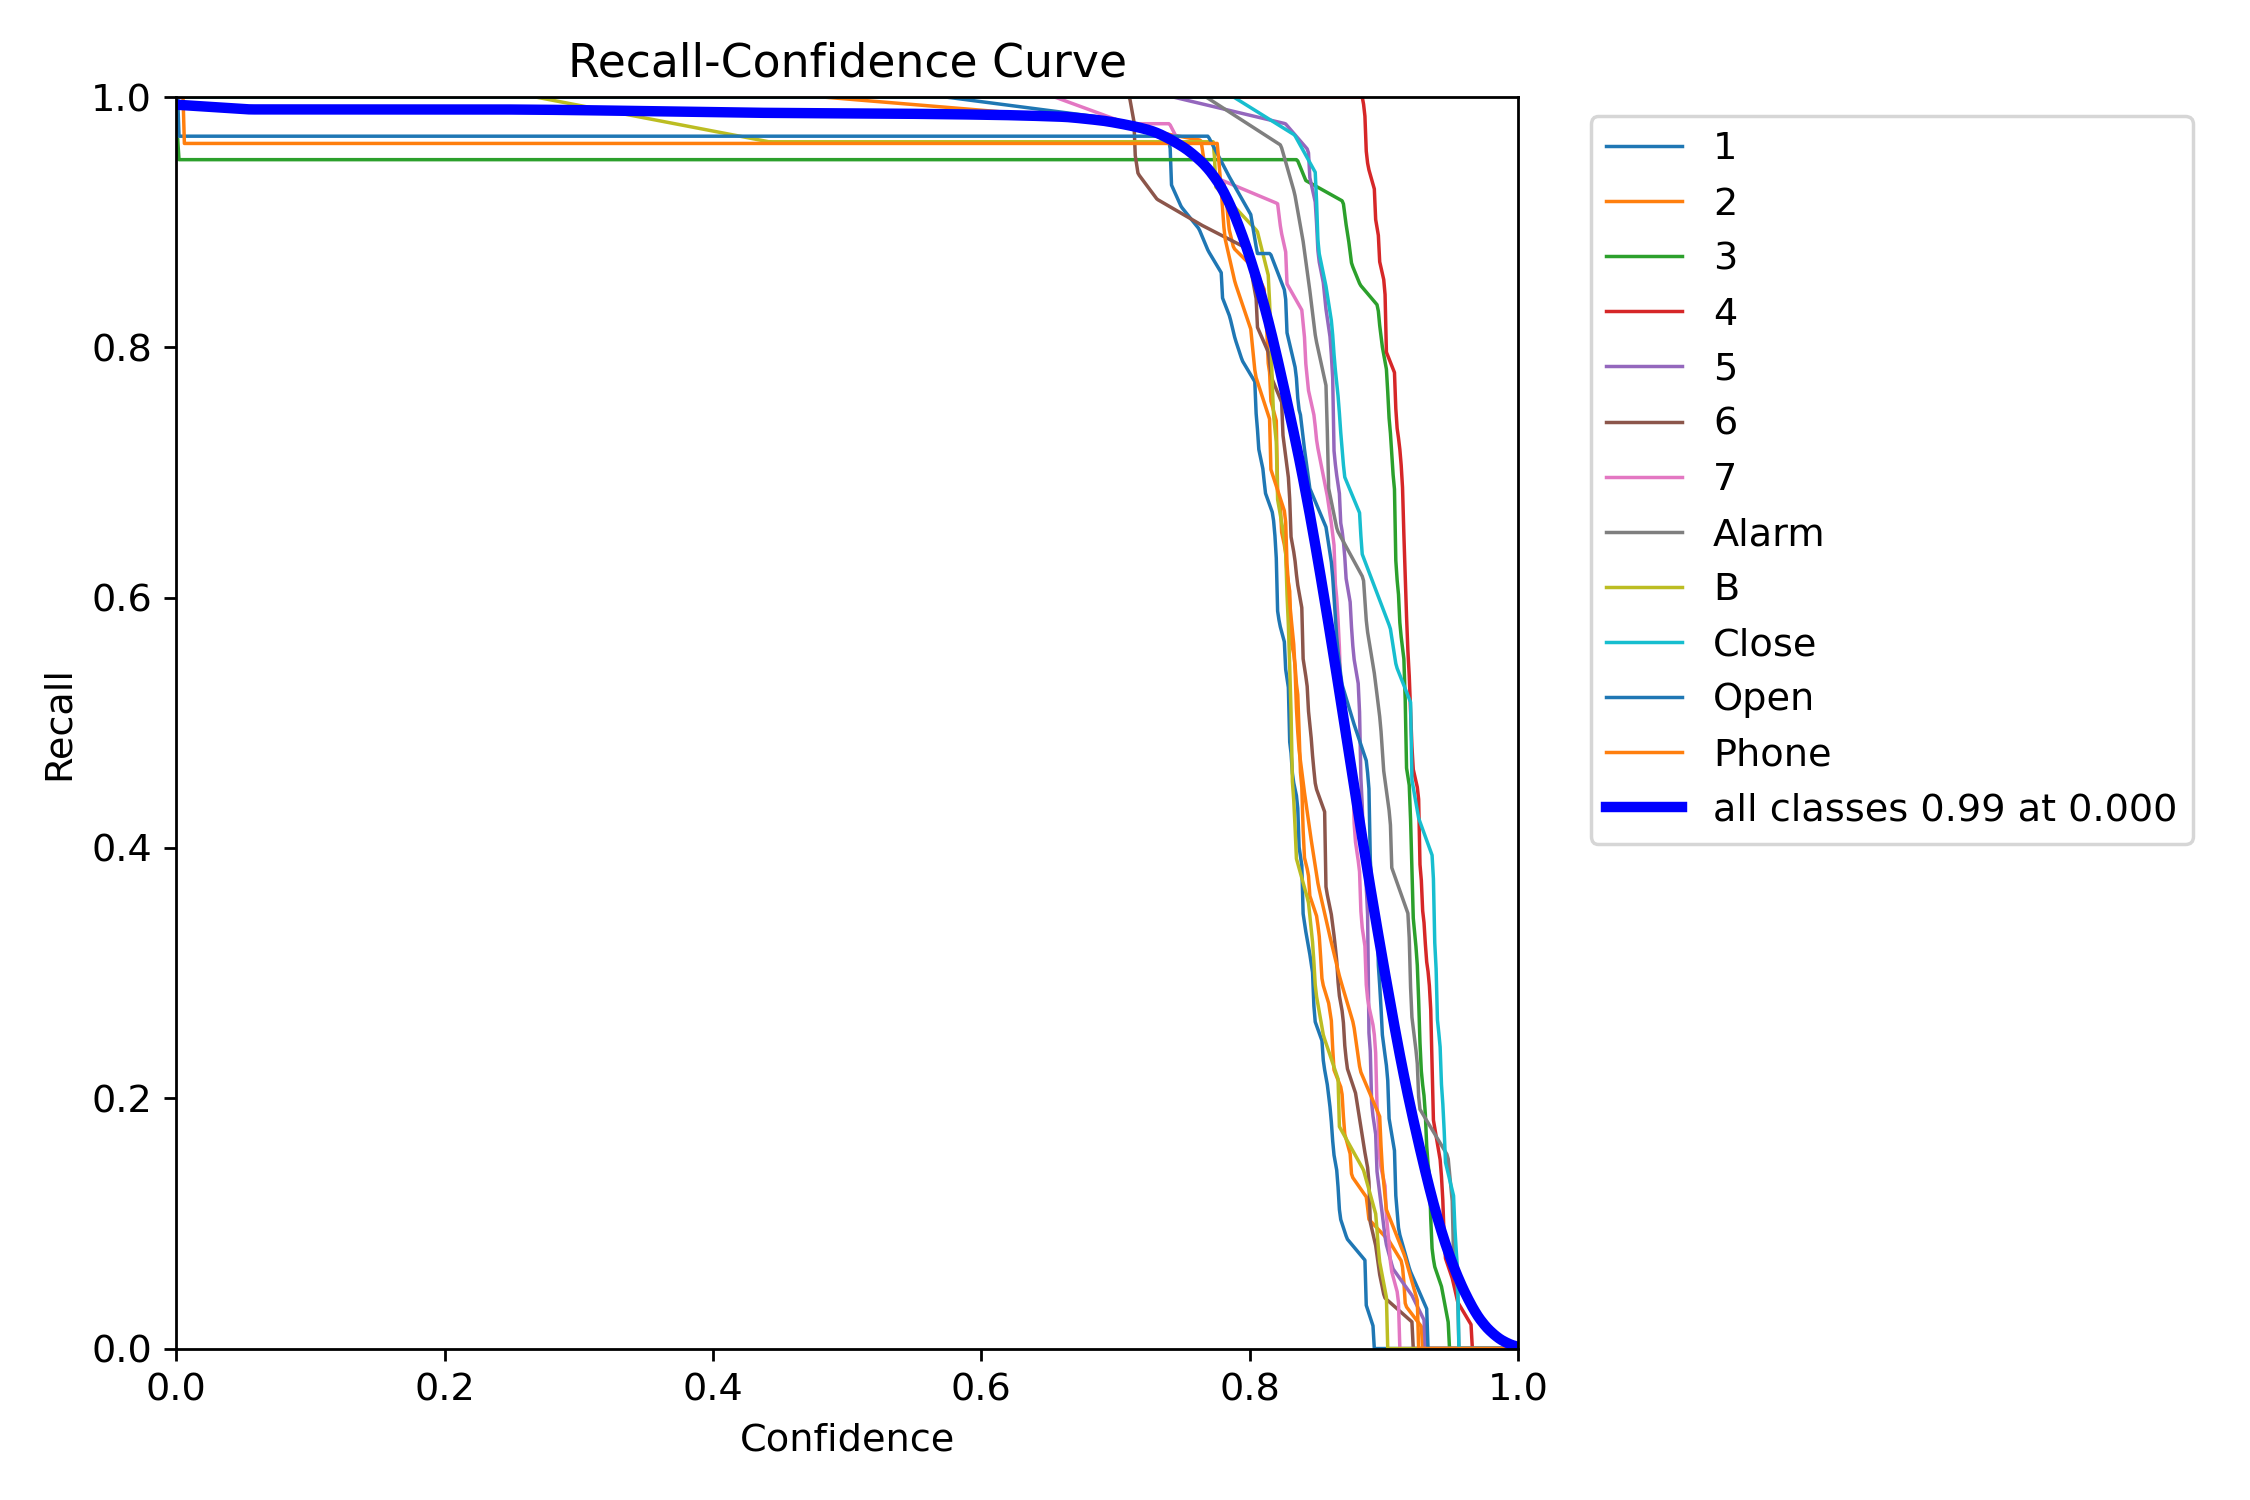 Recall-Confidence Curve
1.0
0.8
0.6
0.4
0.2
0.0
Recall
0.0 0.2 0.4 0.6 0.8 1.0
Confidence
1
2
3
4
5
6
7
Alarm
B
Close
Open
Phone
all classes 0.99 at 0.000